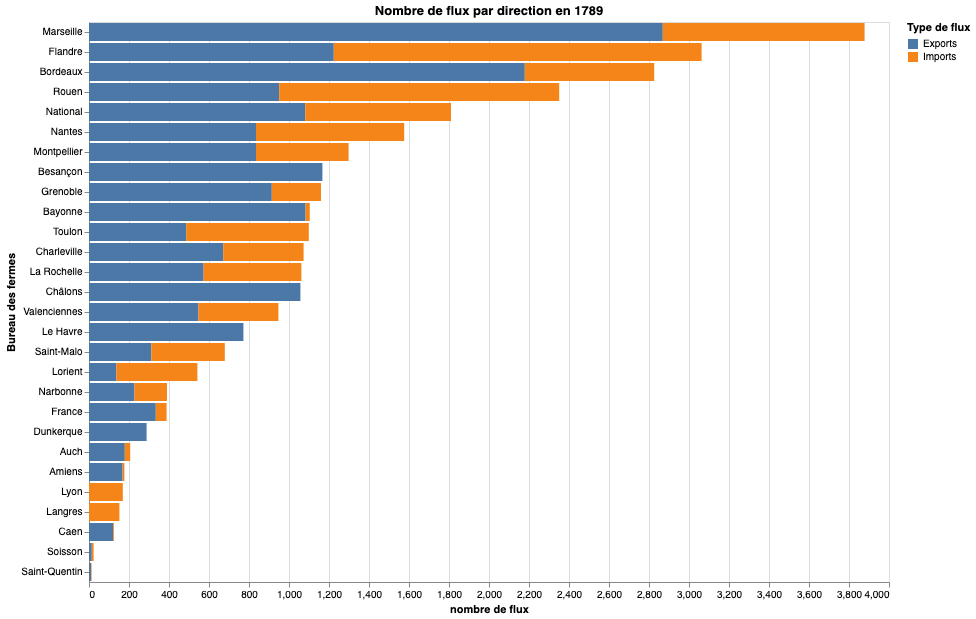 Nombre de flux par direction en 1789
Type de flux
Exports
Imports
Bureau des fermes
Marseille
Flandre
Bordeaux
Rouen
National
Nantes
Montpellier
Besançon
Grenoble
Bayonne
Toulon
Charleville
La Rochelle
Châlons
Valenciennes
Le Havre
Saint-Malo
Lorient
Narbonne
France
Dunkerque
Auch
Amiens
Lyon
Langres
Caen
Soisson
Saint-Quentin
0 200 400 600 800 1,000 1,200 1,400 1,600 1,800 2,000 2,200 2,400 2,600 2,800 3,000 3,200 3,400 3,600 3,800 4,000
nombre de flux